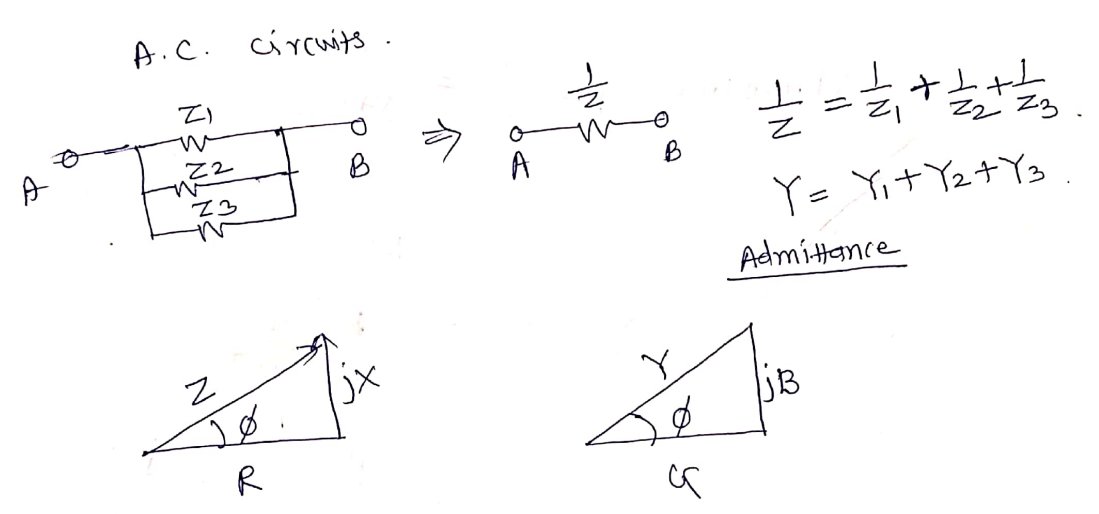 A.C. circuits.
Z1
Z2
Z3
A
B
⇒
1/Z
A
B
1/Z = 1/Z1 + 1/Z2 + 1/Z3.
Y = Y1 + Y2 + Y3.
Admittance
Z
jX
ϕ
R
Y
jB
ϕ
G